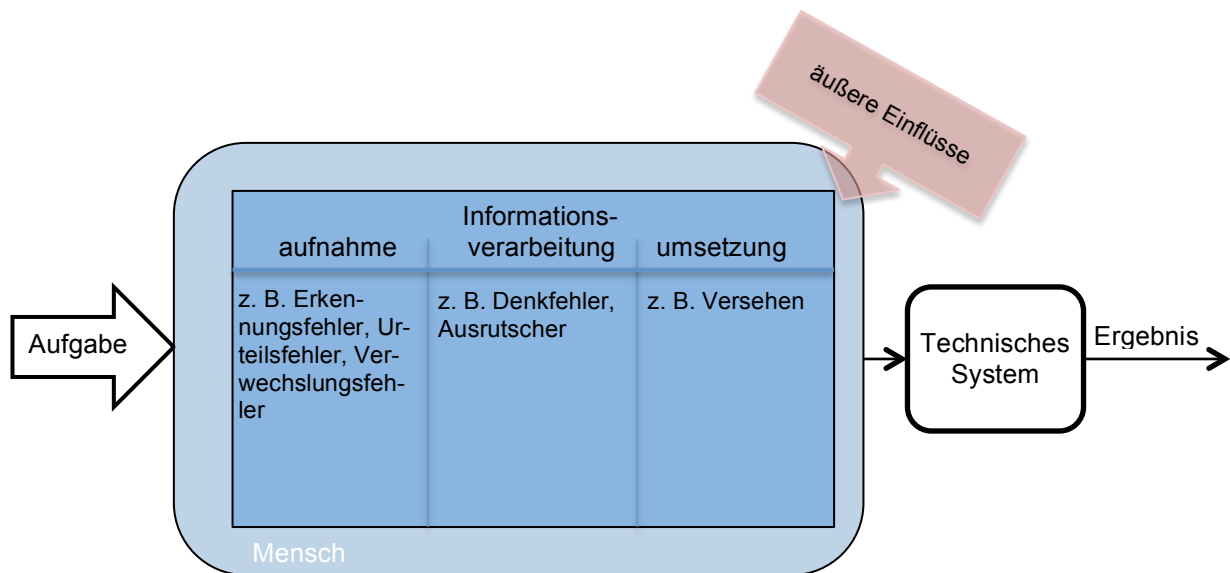 äußere Einflüsse
Informations-
aufnahme
verarbeitung
umsetzung
z. B. Erken-
nungsfehler, Ur-
teilsfehler, Ver-
wechslungsfeh-
ler
z. B. Denkfehler,
Ausrutscher
z. B. Versehen
Aufgabe
Technisches
System
Ergebnis
Mensch